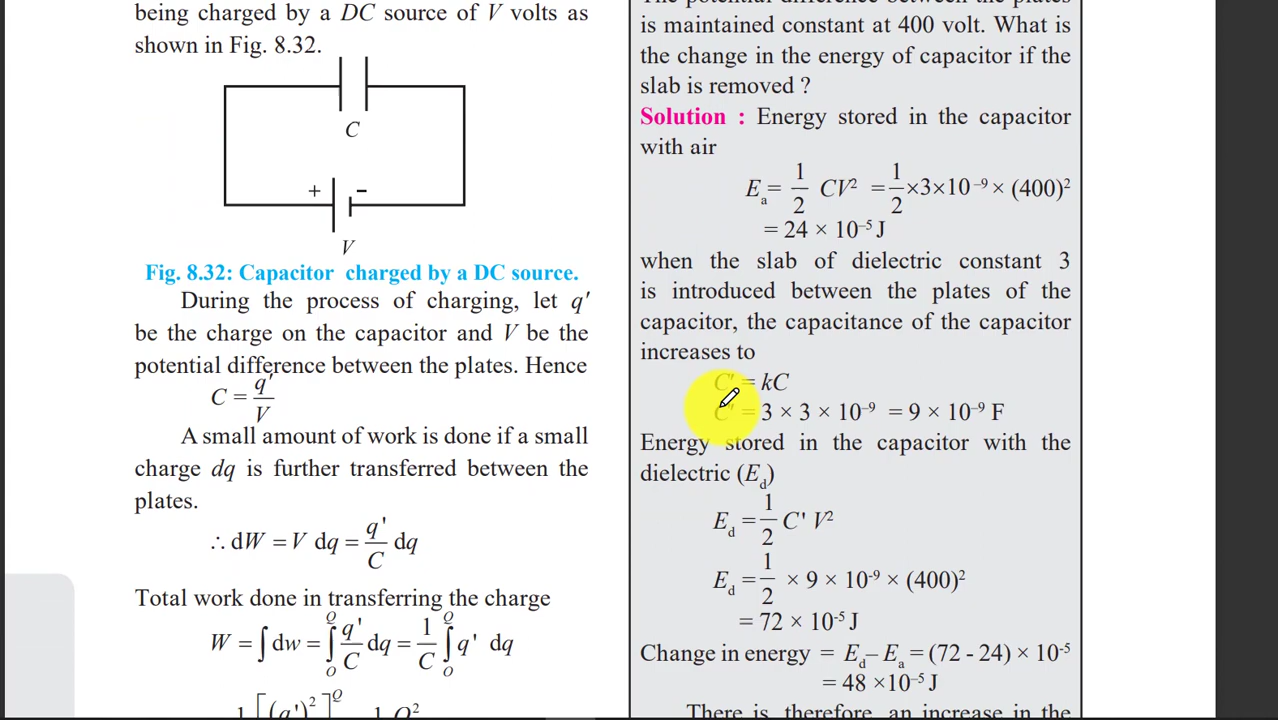 being charged by a DC source of V volts as
shown in Fig. 8.32.
C
+ -
V
Fig. 8.32: Capacitor charged by a DC source.
During the process of charging, let q'
be the charge on the capacitor and V be the
potential difference between the plates. Hence
C = q'/V
A small amount of work is done if a small
charge dq is further transferred between the
plates.
∴ dW = V dq = q'/C dq
Total work done in transferring the charge
W = ∫ dw = ∫₀^Q q'/C dq = 1/C ∫₀^Q q' dq
is maintained constant at 400 volt. What is
the change in the energy of capacitor if the
slab is removed ?
Solution : Energy stored in the capacitor
with air
Eₐ = 1/2 CV² = 1/2 × 3 × 10⁻⁹ × (400)²
= 24 × 10⁻⁵ J
when the slab of dielectric constant 3
is introduced between the plates of the
capacitor, the capacitance of the capacitor
increases to
C' = kC
C' = 3 × 3 × 10⁻⁹ = 9 × 10⁻⁹ F
Energy stored in the capacitor with the
dielectric (E_d)
E_d = 1/2 C' V²
E_d = 1/2 × 9 × 10⁻⁹ × (400)²
= 72 × 10⁻⁵ J
Change in energy = E_d – Eₐ = (72 - 24) × 10⁻⁵
= 48 ×10⁻⁵ J
There is, therefore, an increase in the